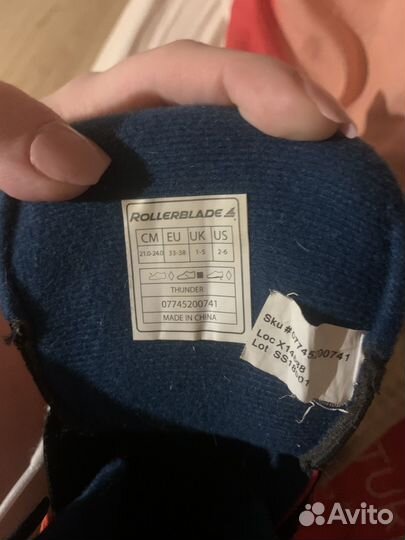 ROLLERBLADE
CM EU UK US
21.0-24.0 33-38 1-5 2-6
THUNDER
07745200741
MADE IN CHINA
Sku #
00741
Loc
Lot
Avito